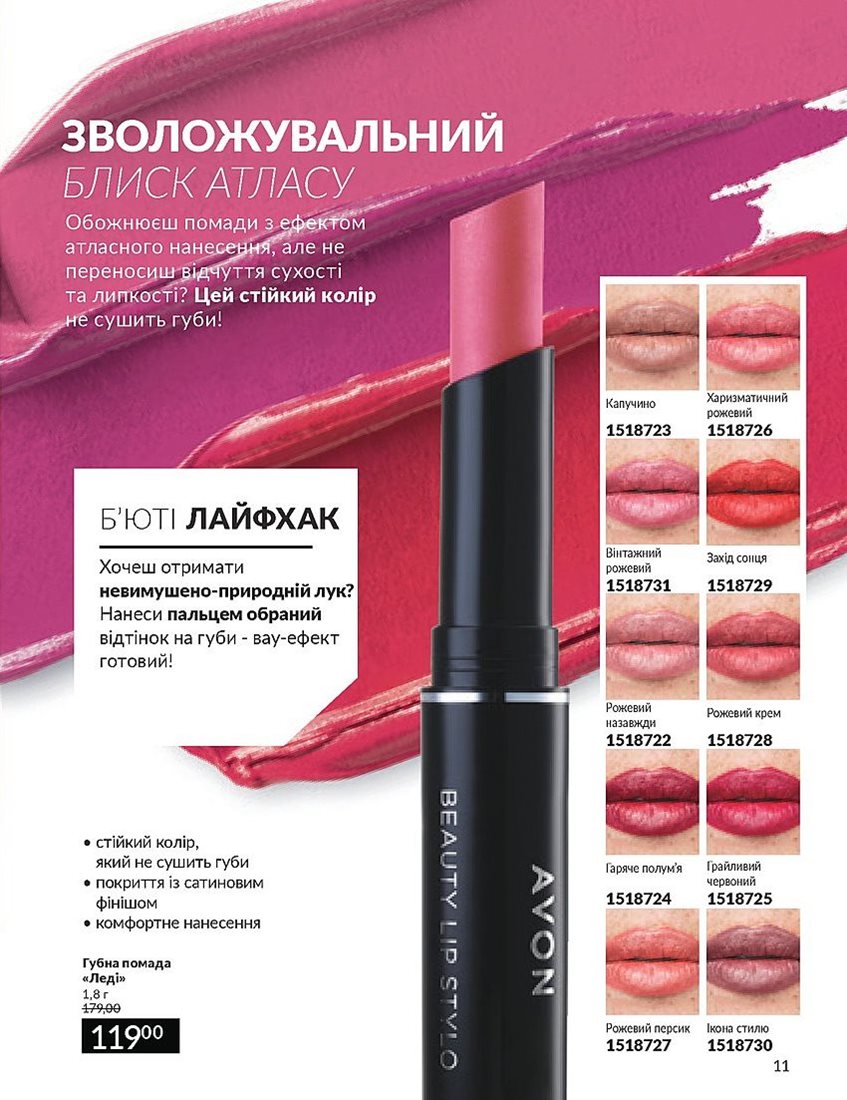 ЗВОЛОЖУВАЛЬНИЙ
БЛИСК АТЛАСУ
Обожнюєш помади з ефектом
атласного нанесення, але не
переносиш відчуття сухості
та липкості? Цей стійкий колір
не сушить губи!
Б’ЮТІ ЛАЙФХАК
Хочеш отримати
невимушено-природній лук?
Нанеси пальцем обраний
відтінок на губи - вау-ефект
готовий!
• стійкий колір,
який не сушить губи
• покриття із сатиновим
фінішом
• комфортне нанесення
Губна помада
«Леді»
1,8 г
179,00
119⁰⁰
BEAUTY LIP STYLO
AVON
Капучино
1518723
Харизматичний
рожевий
1518726
Вінтажний
рожевий
1518731
Захід сонця
1518729
Рожевий
назавжди
1518722
Рожевий крем
1518728
Гаряче полум’я
1518724
Грайливий
червоний
1518725
Рожевий персик
1518727
Ікона стилю
1518730
11